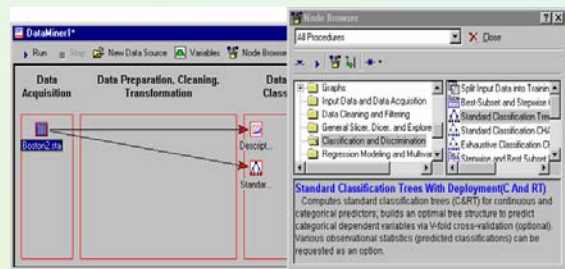 DataMiner1*
Run Stop New Data Source Variables Node Browse
Data Acquisition
Data Preparation, Cleaning, Transformation
Data
Class
Boston2.sta
Descript...
Standar...
Node Browser
All Procedures
Close
Graphs
Input Data and Data Acquisition
Data Cleaning and Filtering
General Slicer, Dicer, and Explore
Classification and Discrimination
Regression Modeling and Multivar
Split Input Data into Training
Best-Subset and Stepwise
Standard Classification Tree
Standard Classification CHA
Exhaustive Classification C
Stepwise and Best Subset
Standard Classification Trees With Deployment(C And RT)
Computes standard classification trees (C&RT) for continuous and
categorical predictors; builds an optimal tree structure to predict
categorical dependent variables via V-fold cross-validation (optional).
Various observational statistics (predicted classifications) can be
requested as an option.